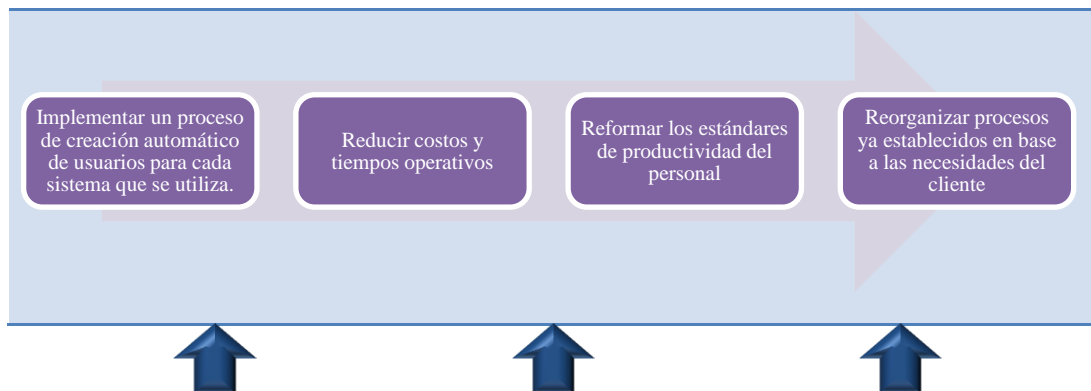 Implementar un proceso
de creación automático
de usuarios para cada
sistema que se utiliza.
Reducir costos y
tiempos operativos
Reformar los estándares
de productividad del
personal
Reorganizar procesos
ya establecidos en base
a las necesidades del
cliente